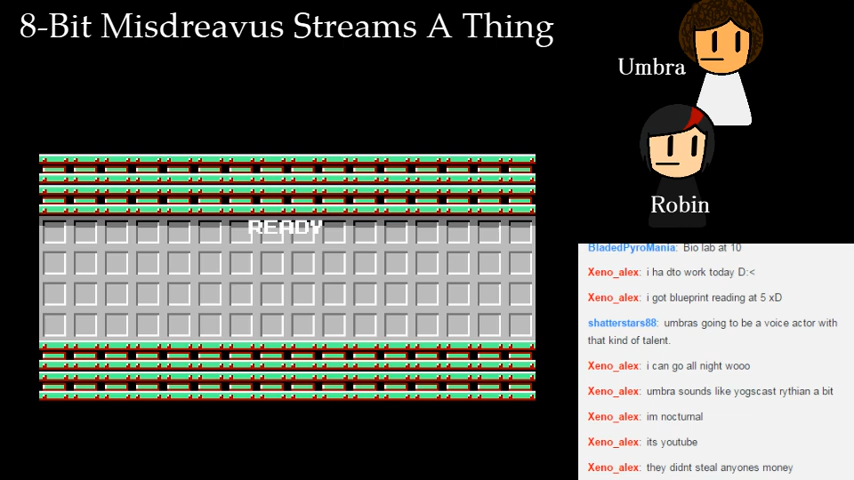 8-Bit Misdreavus Streams A Thing
Umbra
Robin
READY
BladedPyroMania: Bio lab at 10
Xeno_alex: i ha dto work today D:<
Xeno_alex: i got blueprint reading at 5 xD
shatterstars88: umbras going to be a voice actor with
that kind of talent.
Xeno_alex: i can go all night wooo
Xeno_alex: umbra sounds like yogscast rythian a bit
Xeno_alex: im nocturnal
Xeno_alex: its youtube
Xeno_alex: they didnt steal anyones money